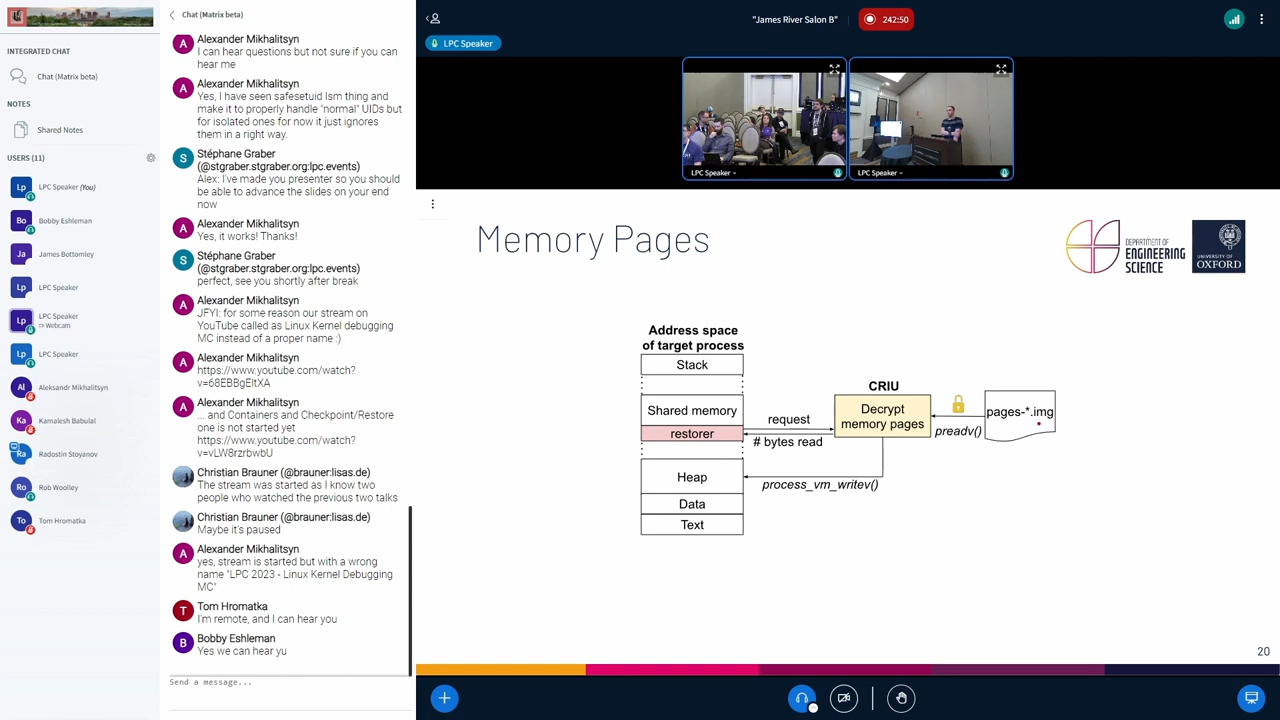 INTEGRATED CHAT
Chat (Matrix beta)
NOTES
Shared Notes
USERS (11)
Lp LPC Speaker (You)
Bo Bobby Eshleman
Ja James Bottomley
Lp LPC Speaker
Lp LPC Speaker
Webcam
Lp LPC Speaker
Al Aleksandr Mikhalitsyn
Ka Kamalesh Babulal
Ra Radostin Stoyanov
Ro Rob Woolley
To Tom Hromatka
Chat (Matrix beta)
A Alexander Mikhalitsyn
I can hear questions but not sure if you can
hear me
A Alexander Mikhalitsyn
Yes, I have seen safesetuid lsm thing and
make it to properly handle "normal" UIDs but
for isolated ones for now it just ignores
them in a right way.
S Stéphane Graber
(@stgraber.stgraber.org:lpc.events)
Alex: I've made you presenter so you should
be able to advance the slides on your end
now
A Alexander Mikhalitsyn
Yes, it works! Thanks!
S Stéphane Graber
(@stgraber.stgraber.org:lpc.events)
perfect, see you shortly after break
A Alexander Mikhalitsyn
JFYI: for some reason our stream on
YouTube called as Linux Kernel debugging
MC instead of a proper name :)
A Alexander Mikhalitsyn
https://www.youtube.com/watch?
v=68EBBgEltXA
A Alexander Mikhalitsyn
... and Containers and Checkpoint/Restore
one is not started yet
https://www.youtube.com/watch?
v=vLW8rzrbwbU
Christian Brauner (@brauner:lisas.de)
The stream was started as I know two
people who watched the previous two talks
Christian Brauner (@brauner:lisas.de)
Maybe it's paused
A Alexander Mikhalitsyn
yes, stream is started but with a wrong
name "LPC 2023 - Linux Kernel Debugging
MC"
T Tom Hromatka
I'm remote, and I can hear you
B Bobby Eshleman
Yes we can hear yu
Send a message...
"James River Salon B"
242:50
LPC Speaker
LPC Speaker
LPC Speaker
Memory Pages
DEPARTMENT OF
ENGINEERING
SCIENCE
UNIVERSITY OF
OXFORD
Address space
of target process
Stack
Shared memory
restorer
Heap
Data
Text
request
# bytes read
CRIU
Decrypt
memory pages
process_vm_writev()
preadv()
pages-*.img
20